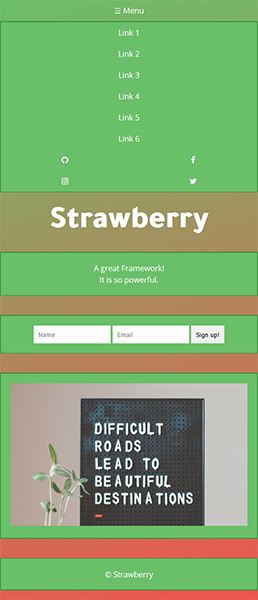 ☰ Menu
Link 1
Link 2
Link 3
Link 4
Link 5
Link 6
Strawberry
A great Framework!
It is so powerful.
Name Email Sign up!
DIFFICULT
ROADS
LEAD TO
BEAUTIFUL
DESTINATIONS
© Strawberry